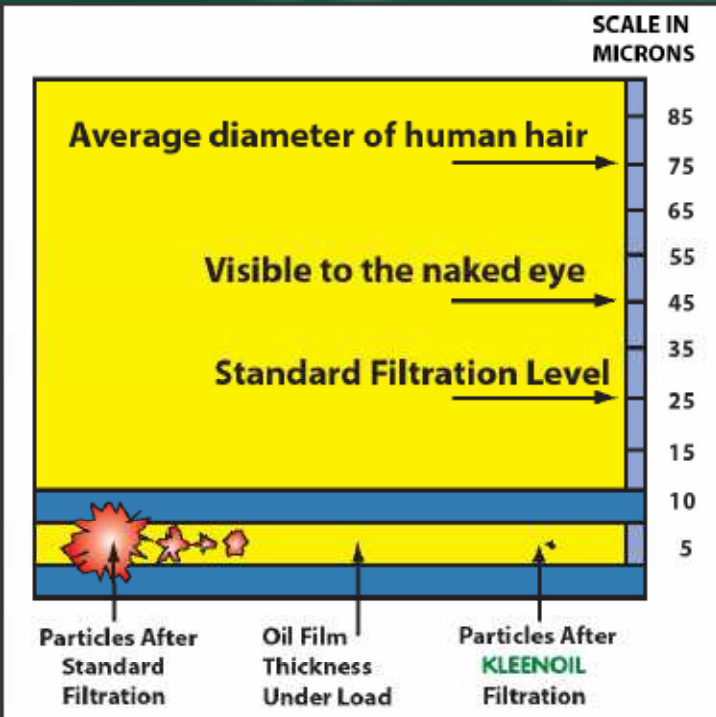 SCALE IN
MICRONS
85
Average diameter of human hair
75
65
55
Visible to the naked eye
45
35
Standard Filtration Level
25
15
10
5
Particles After
Standard
Filtration
Oil Film
Thickness
Under Load
Particles After
KLEENOIL
Filtration